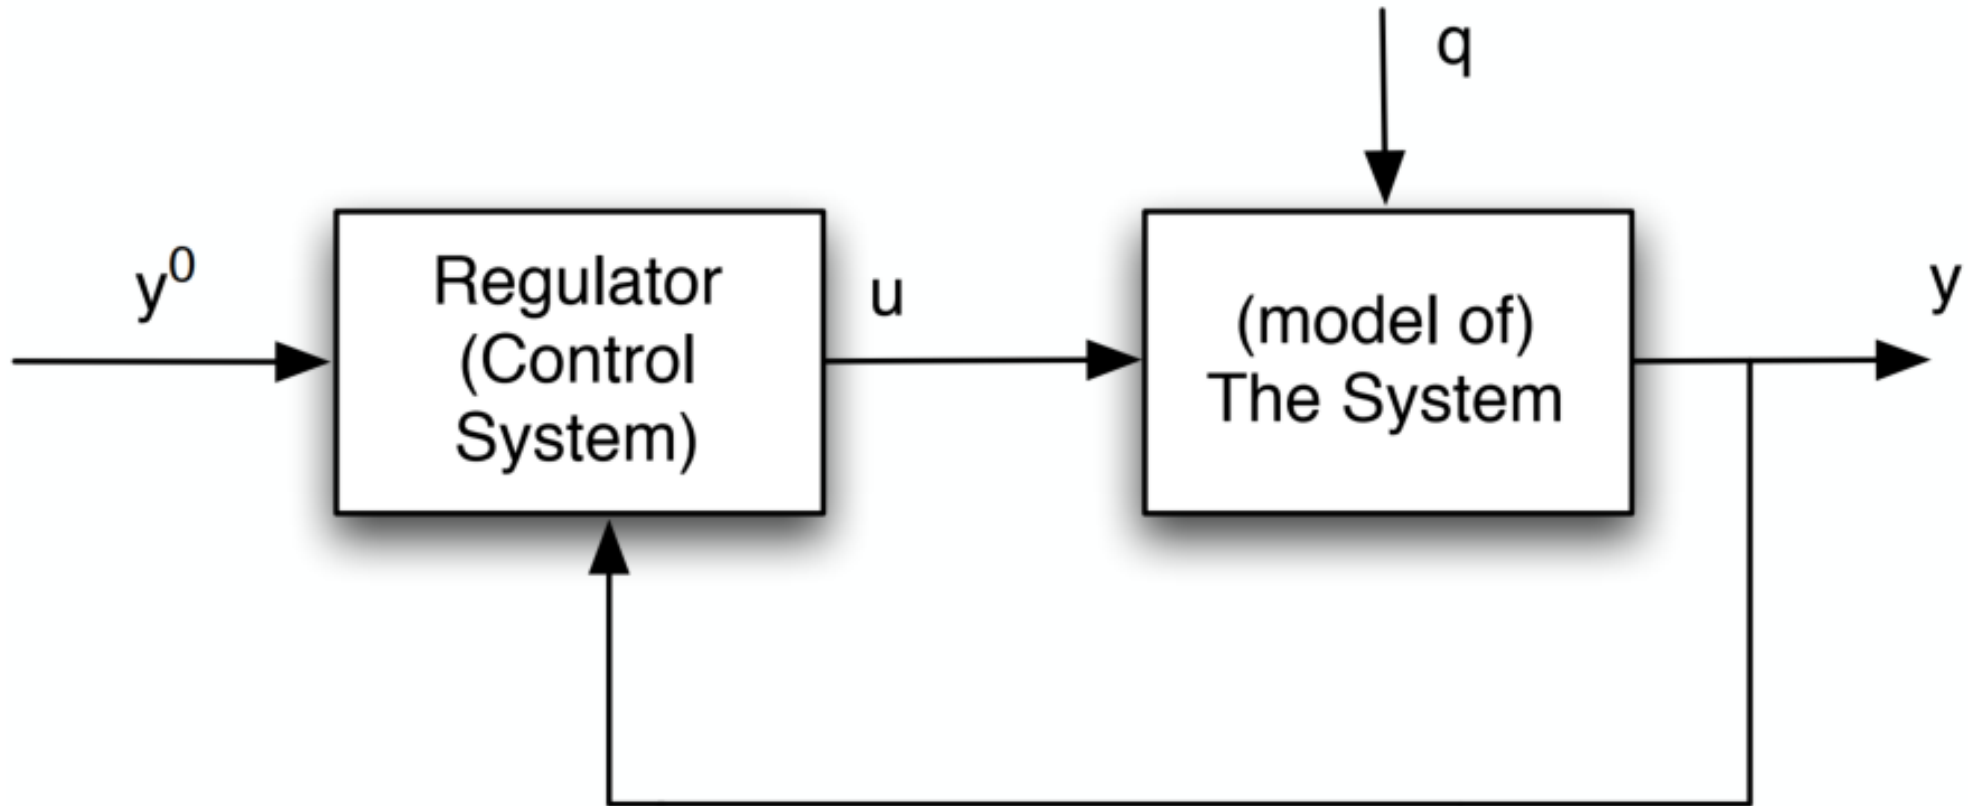 q
y⁰
Regulator
(Control
System)
u
(model of)
The System
y